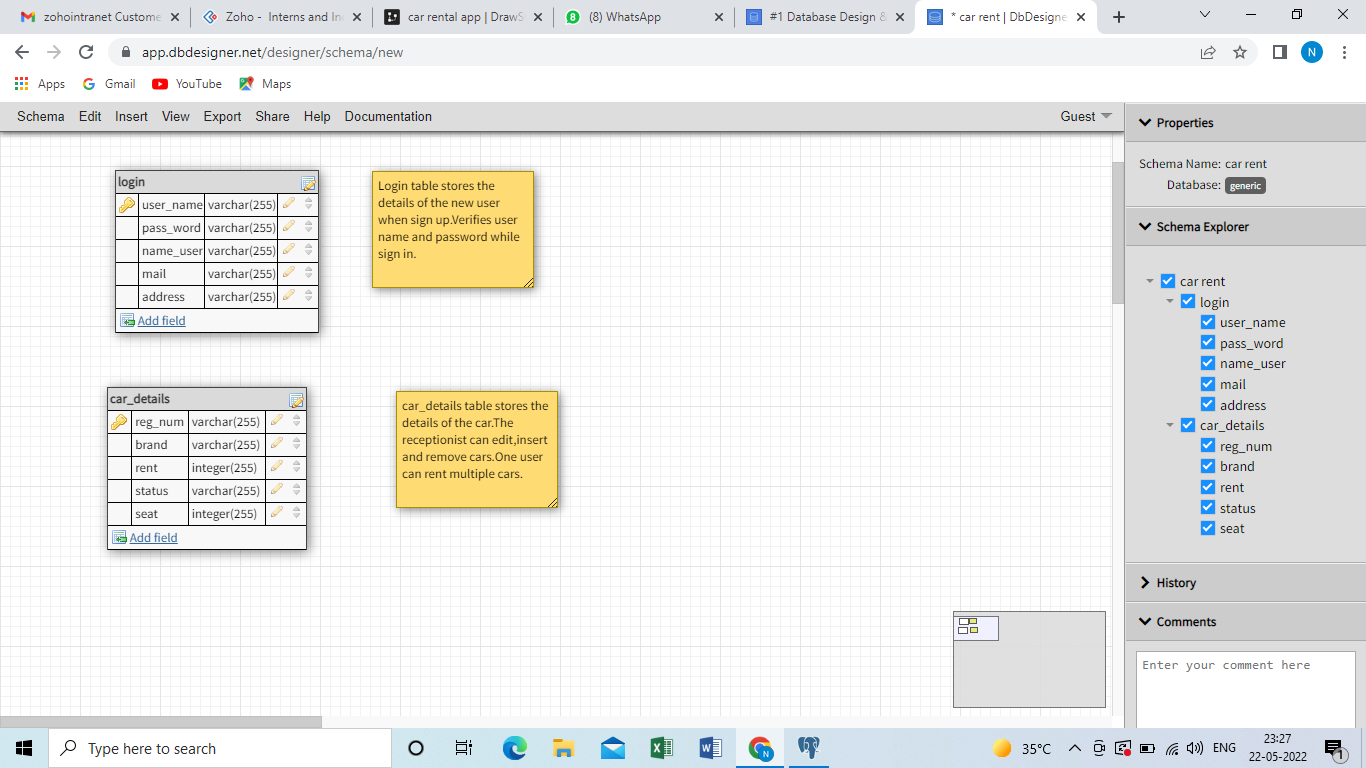 zohointranet Custome
Zoho - Interns and In
car rental app | DrawS
(8) WhatsApp
#1 Database Design &
* car rent | DbDesigne
app.dbdesigner.net/designer/schema/new
N
Apps
Gmail
YouTube
Maps
Schema Edit Insert View Export Share Help Documentation
Guest
login
user_name varchar(255)
pass_word varchar(255)
name_user varchar(255)
mail varchar(255)
address varchar(255)
Add field
Login table stores the
details of the new user
when sign up.Verifies user
name and password while
sign in.
car_details
reg_num varchar(255)
brand varchar(255)
rent integer(255)
status varchar(255)
seat integer(255)
Add field
car_details table stores the
details of the car.The
receptionist can edit,insert
and remove cars.One user
can rent multiple cars.
Properties
Schema Name: car rent
Database: generic
Schema Explorer
car rent
login
user_name
pass_word
name_user
mail
address
car_details
reg_num
brand
rent
status
seat
History
Comments
Enter your comment here
Type here to search
35°C
ENG
23:27
22-05-2022
1